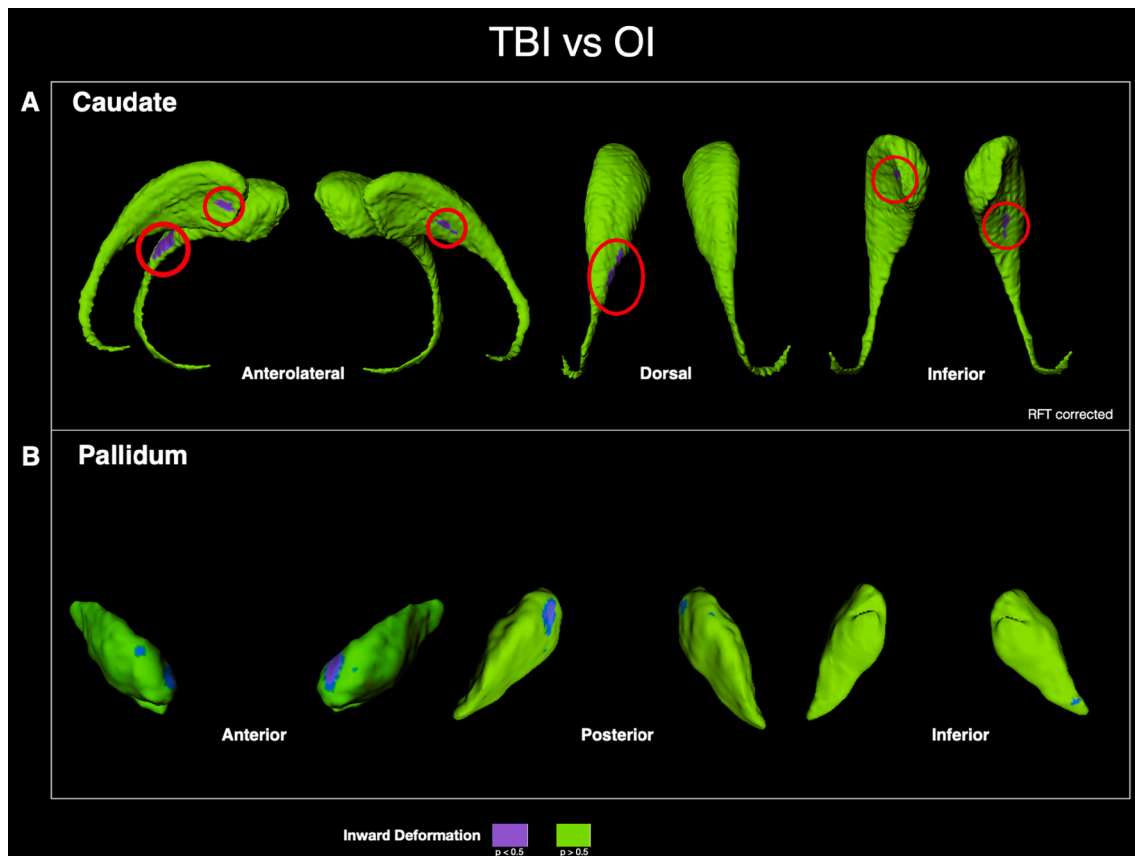 TBI vs OI
A
Caudate
Anterolateral
Dorsal
Inferior
RFT corrected
B
Pallidum
Anterior
Posterior
Inferior
Inward Deformation
p < 0.5
p > 0.5